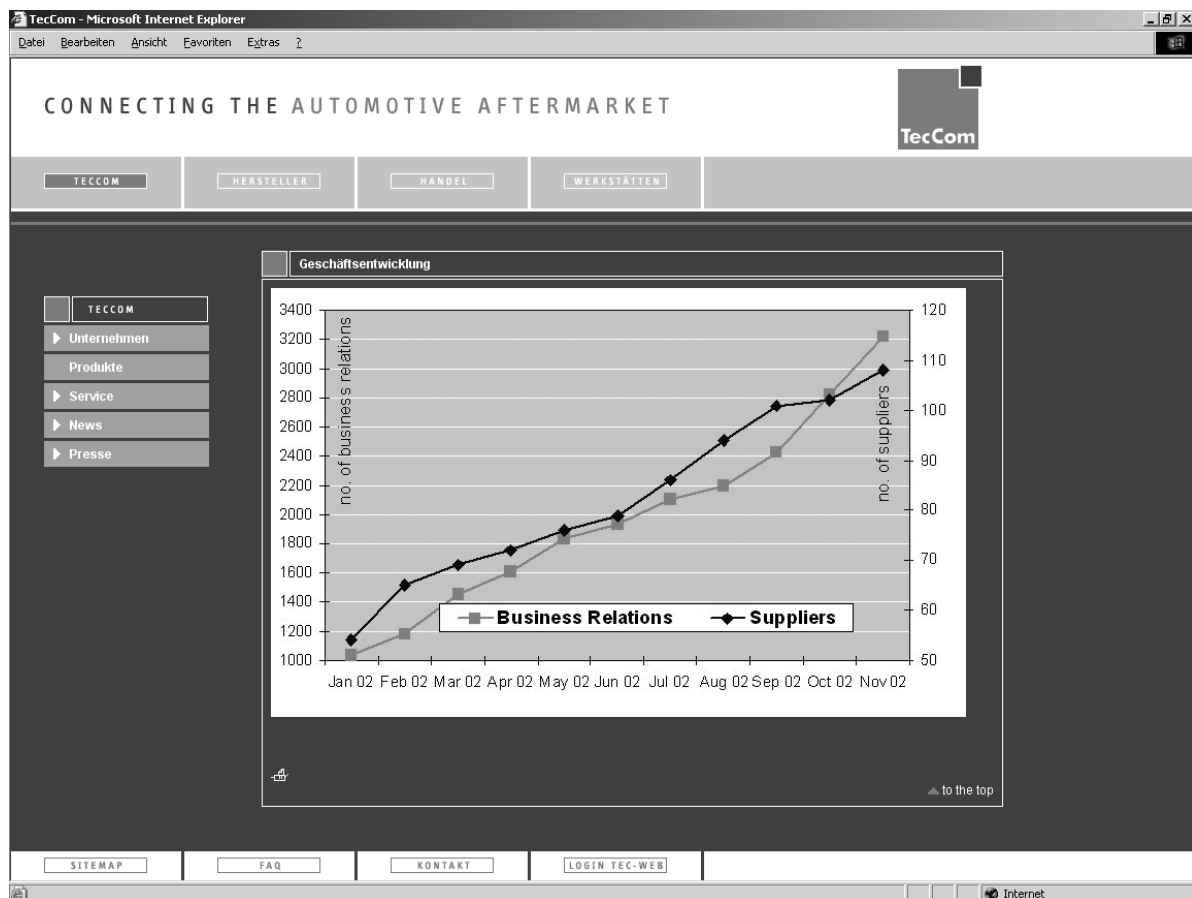 TecCom - Microsoft Internet Explorer
Datei Bearbeiten Ansicht Favoriten Extras ?
CONNECTING THE AUTOMOTIVE AFTERMARKET
TecCom
TECCOM HERSTELLER HANDEL WERKSTÄTTEN
Geschäftsentwicklung
TECCOM
Unternehmen
Produkte
Service
News
Presse
3400
3200
3000
2800
2600
2400
2200
2000
1800
1600
1400
1200
1000
no. of business relations
120
110
100
90
80
70
60
50
no. of suppliers
Business Relations Suppliers
Jan 02 Feb 02 Mar 02 Apr 02 May 02 Jun 02 Jul 02 Aug 02 Sep 02 Oct 02 Nov 02
to the top
SITEMAP FAQ KONTAKT LOGIN TEC-WEB
Internet